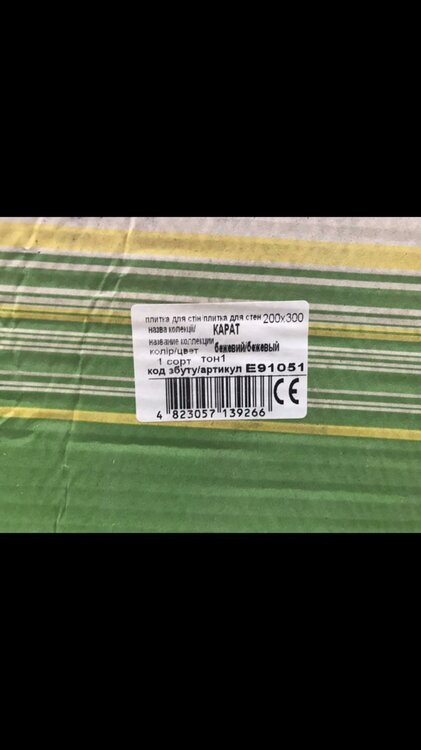 плитка для стін плитка для стен 200х300
назва колекції/ КАРАТ
название коллекции
колір/цвет бежевий/бежевый
1 сорт тон1
код збуту/артикул E91051
4 823057 139266 CE